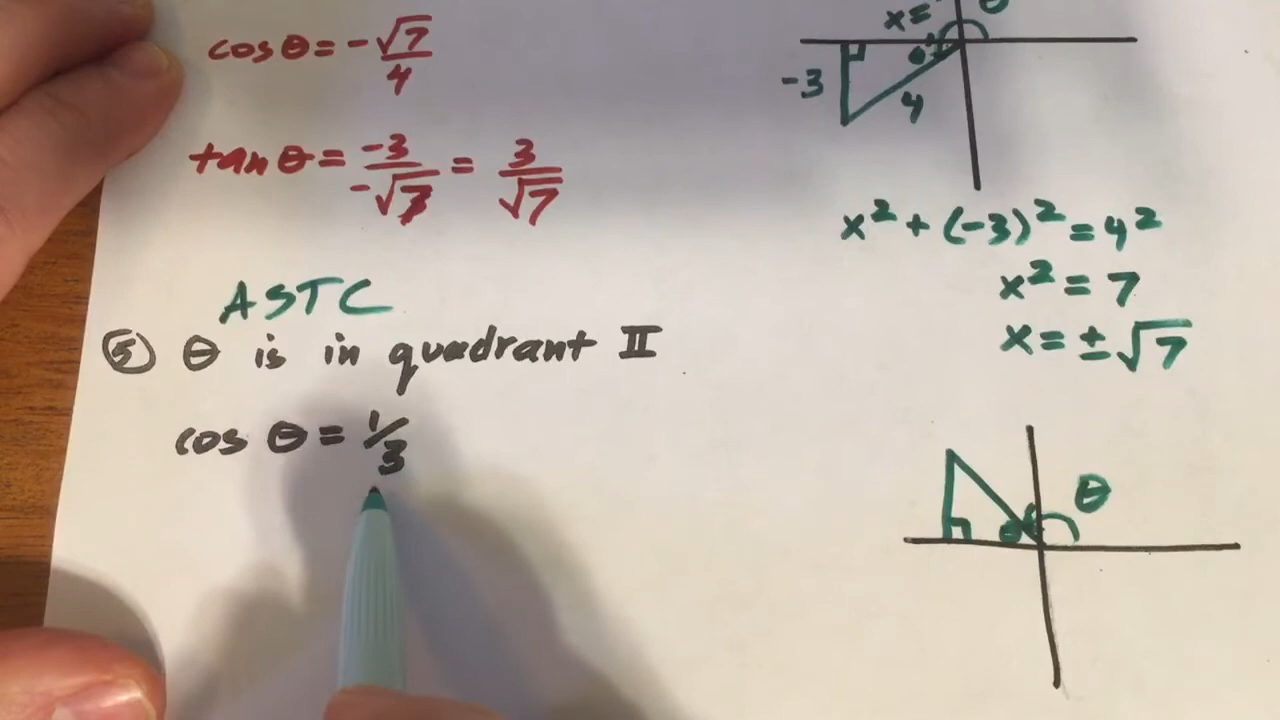 cos θ = -√7/4
tan θ = -3/-√7 = 3/√7
x =
θ
-3
4
x² + (-3)² = 4²
x² = 7
x = ±√7
ASTC
⑤ θ is in quadrant II
cos θ = 1/3
θ